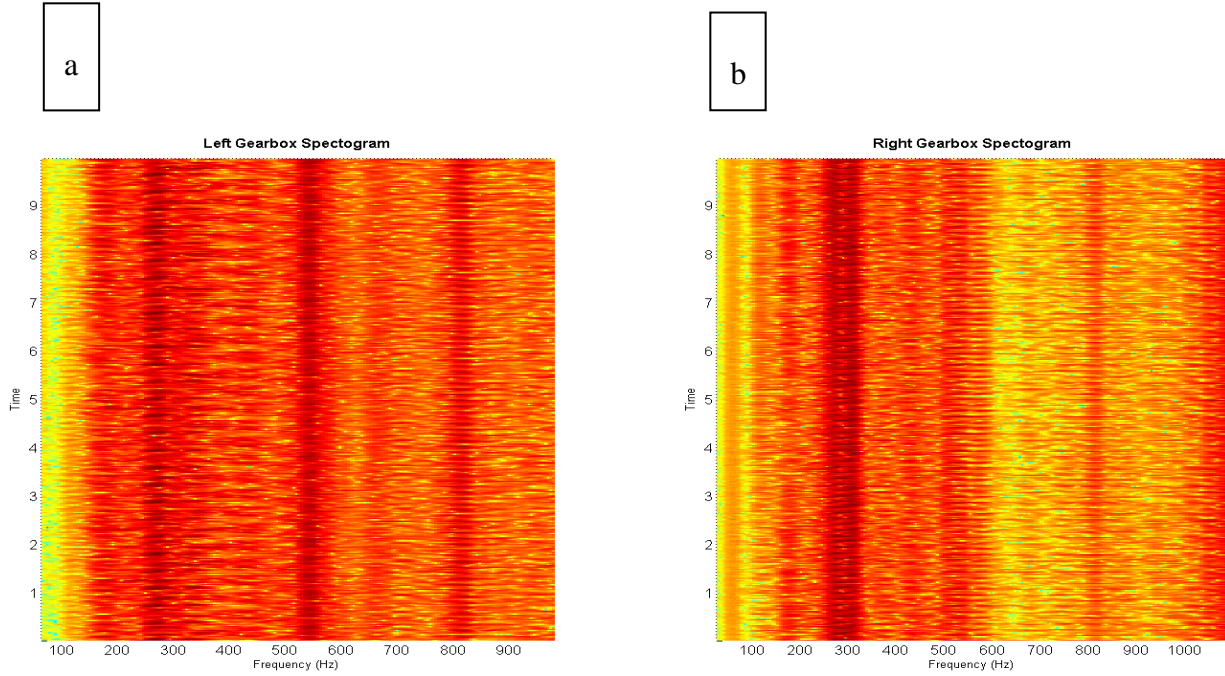 a
b
Left Gearbox Spectogram
9
8
7
6
5
4
3
2
1
Time
100 200 300 400 500 600 700 800 900
Frequency (Hz)
Right Gearbox Spectogram
9
8
7
6
5
4
3
2
1
Time
100 200 300 400 500 600 700 800 900 1000
Frequency (Hz)